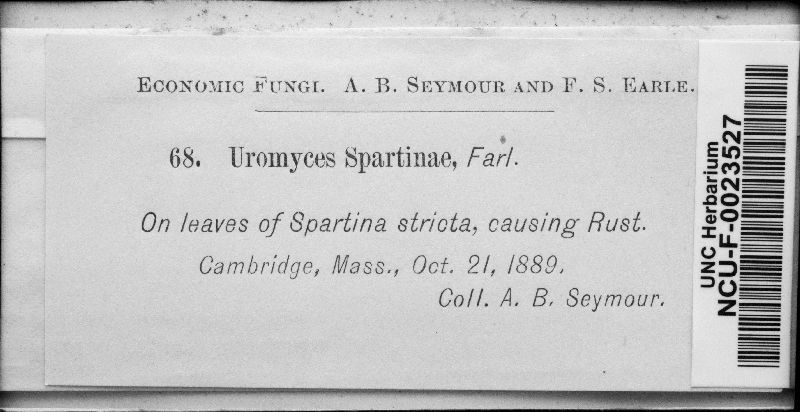 Economic Fungi. A. B. Seymour and F. S. Earle.
68. Uromyces Spartinae, Farl.
On leaves of Spartina stricta, causing Rust.
Cambridge, Mass., Oct. 21, 1889.
Coll. A. B. Seymour.
UNC Herbarium
NCU-F-0023527